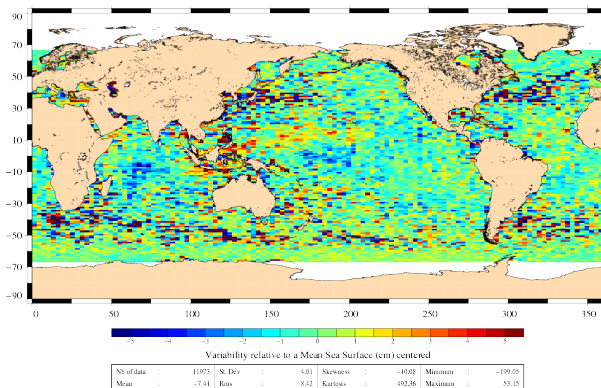 90
70
50
30
10
−10
−30
−50
−70
−90
0 50 100 150 200 250 300 350
−5 −4 −3 −2 −1 0 1 2 3 4 5
Variability relative to a Mean Sea Surface (cm) centered
Nb of data : 11973 St. Dev : 4.01 Skewness : −10.08 Minimum : −199.05
Mean : −7.41 Rms : 8.42 Kurtosis : 492.36 Maximum : 53.15